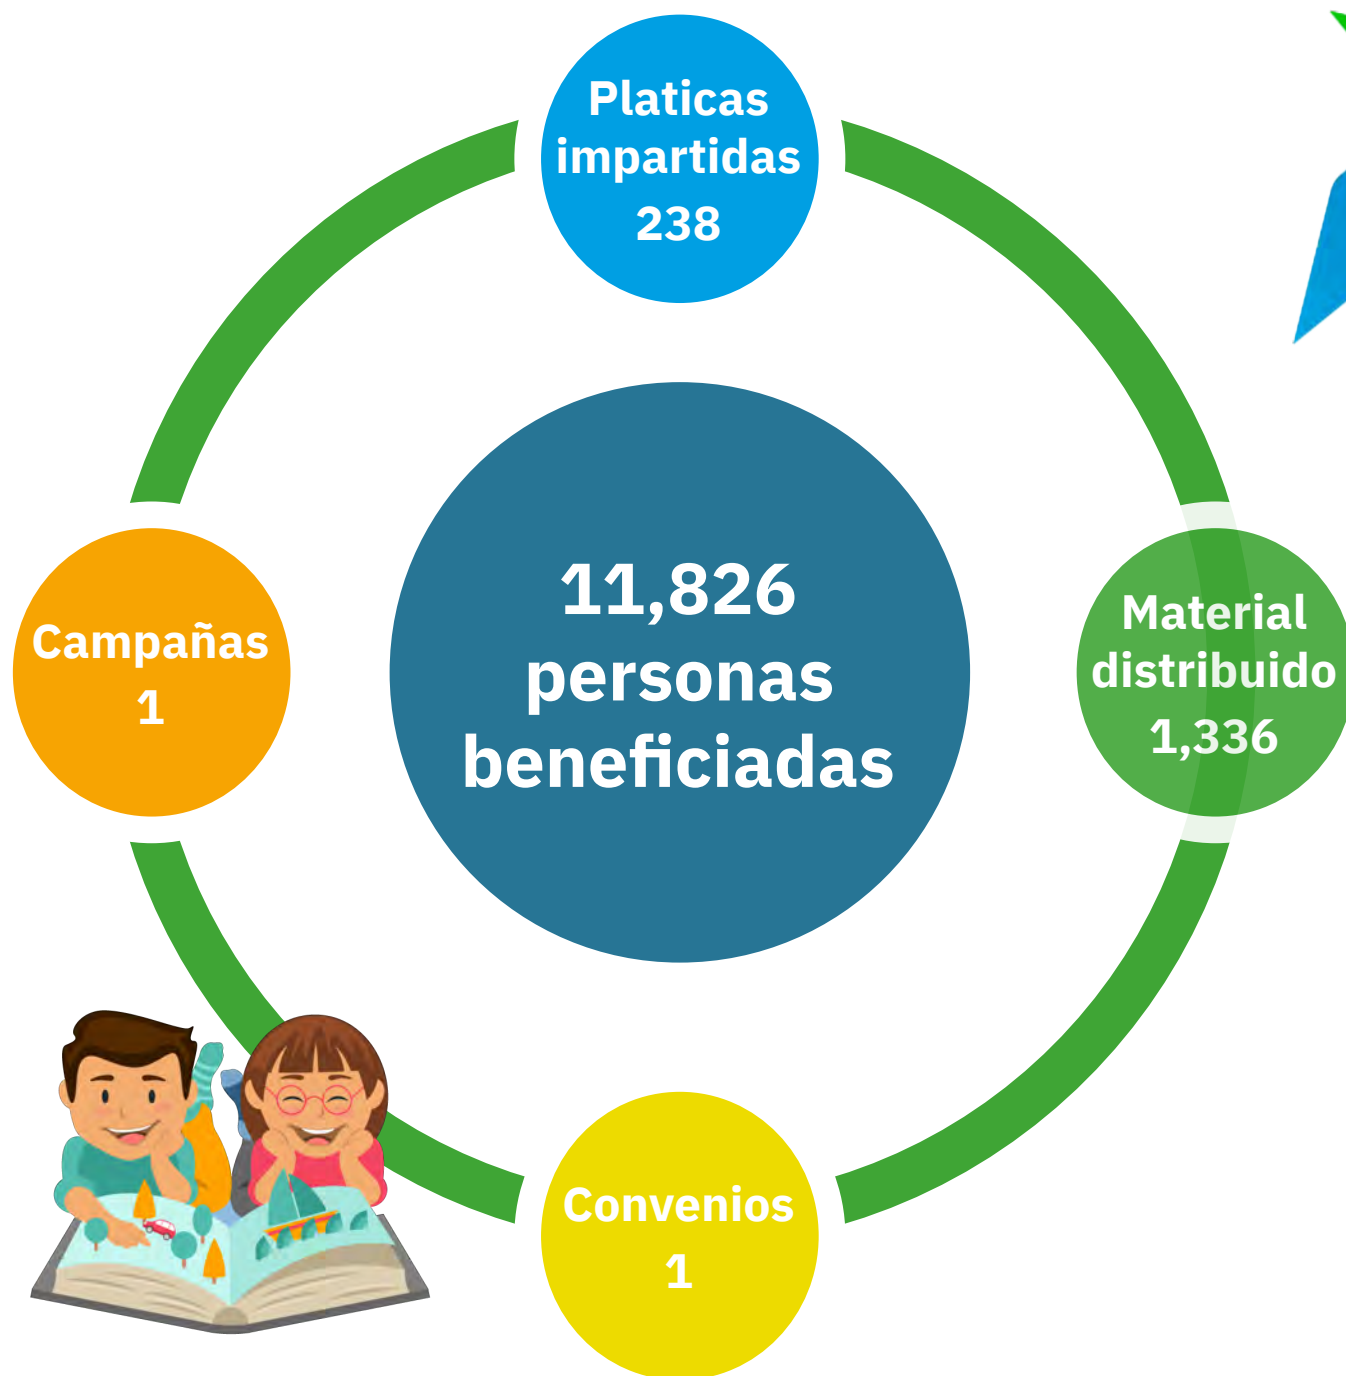 Platicas
impartidas
238
Campañas
1
11,826
personas
beneficiadas
Material
distribuido
1,336
Convenios
1